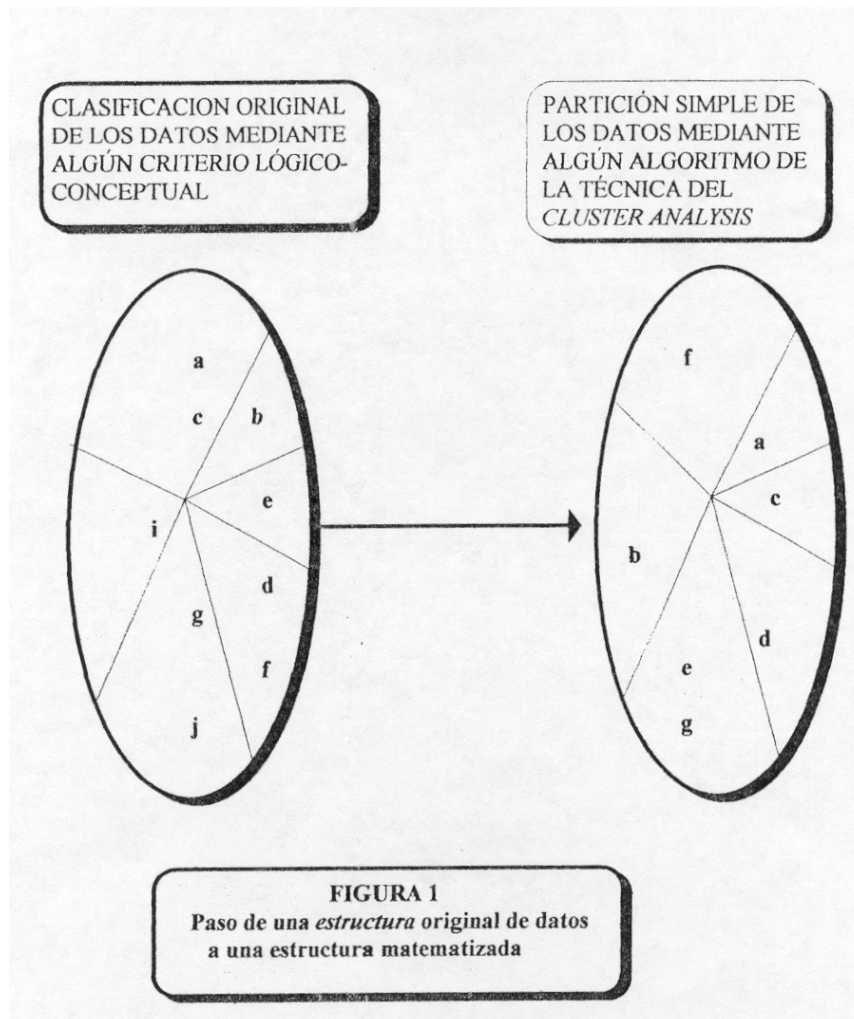 CLASIFICACION ORIGINAL
DE LOS DATOS MEDIANTE
ALGÚN CRITERIO LÓGICO-
CONCEPTUAL
PARTICIÓN SIMPLE DE
LOS DATOS MEDIANTE
ALGÚN ALGORITMO DE
LA TÉCNICA DEL
CLUSTER ANALYSIS
a
c
b
e
i
d
g
f
j
f
a
c
b
d
e
g
FIGURA 1
Paso de una estructura original de datos
a una estructura matematizada